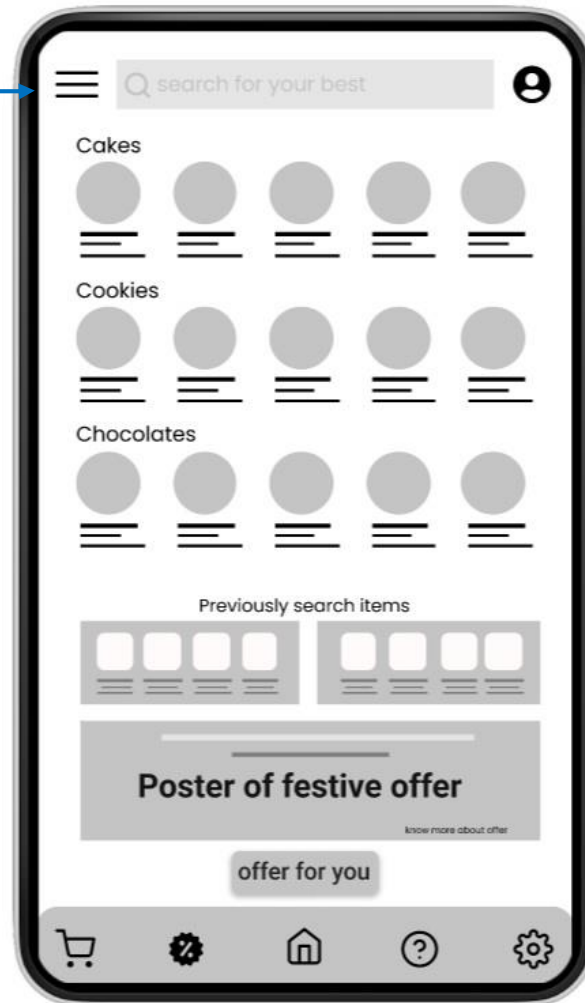 search for your best
Cakes
Cookies
Chocolates
Previously search items
Poster of festive offer
know more about offer
offer for you